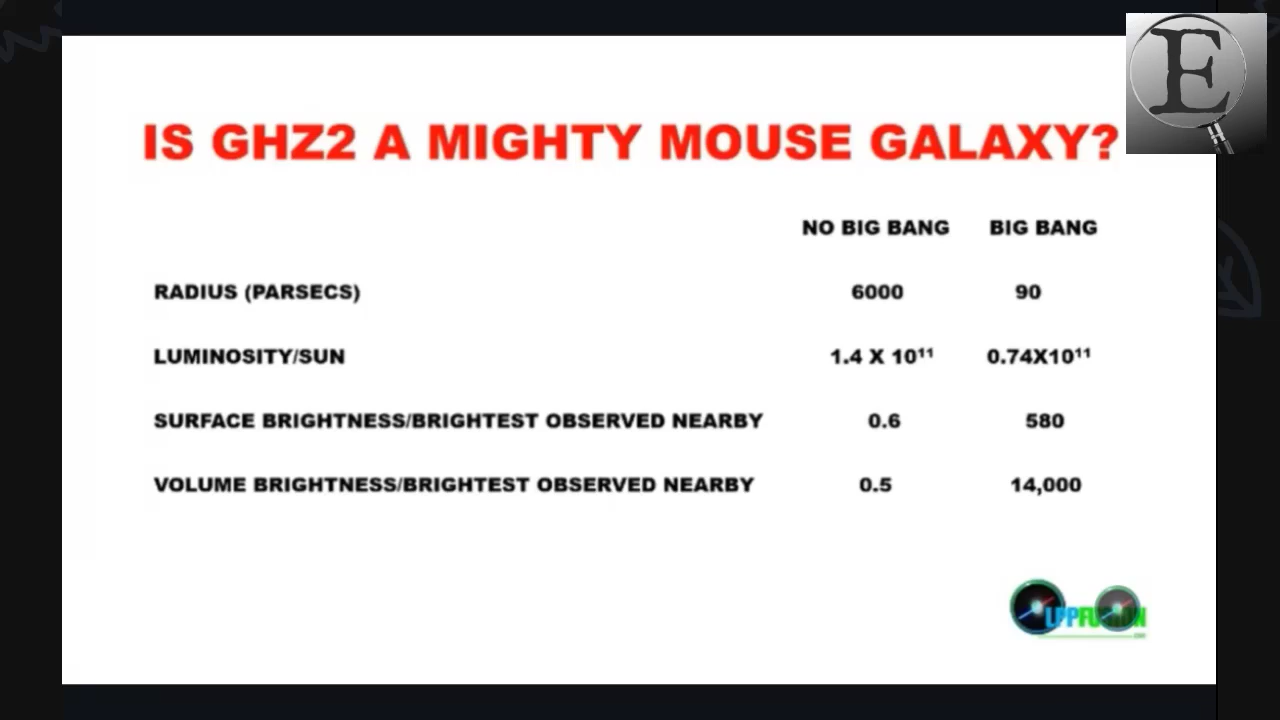 E
IS GHZ2 A MIGHTY MOUSE GALAXY?
NO BIG BANG BIG BANG
RADIUS (PARSECS) 6000 90
LUMINOSITY/SUN 1.4 X 10¹¹ 0.74X10¹¹
SURFACE BRIGHTNESS/BRIGHTEST OBSERVED NEARBY 0.6 580
VOLUME BRIGHTNESS/BRIGHTEST OBSERVED NEARBY 0.5 14,000